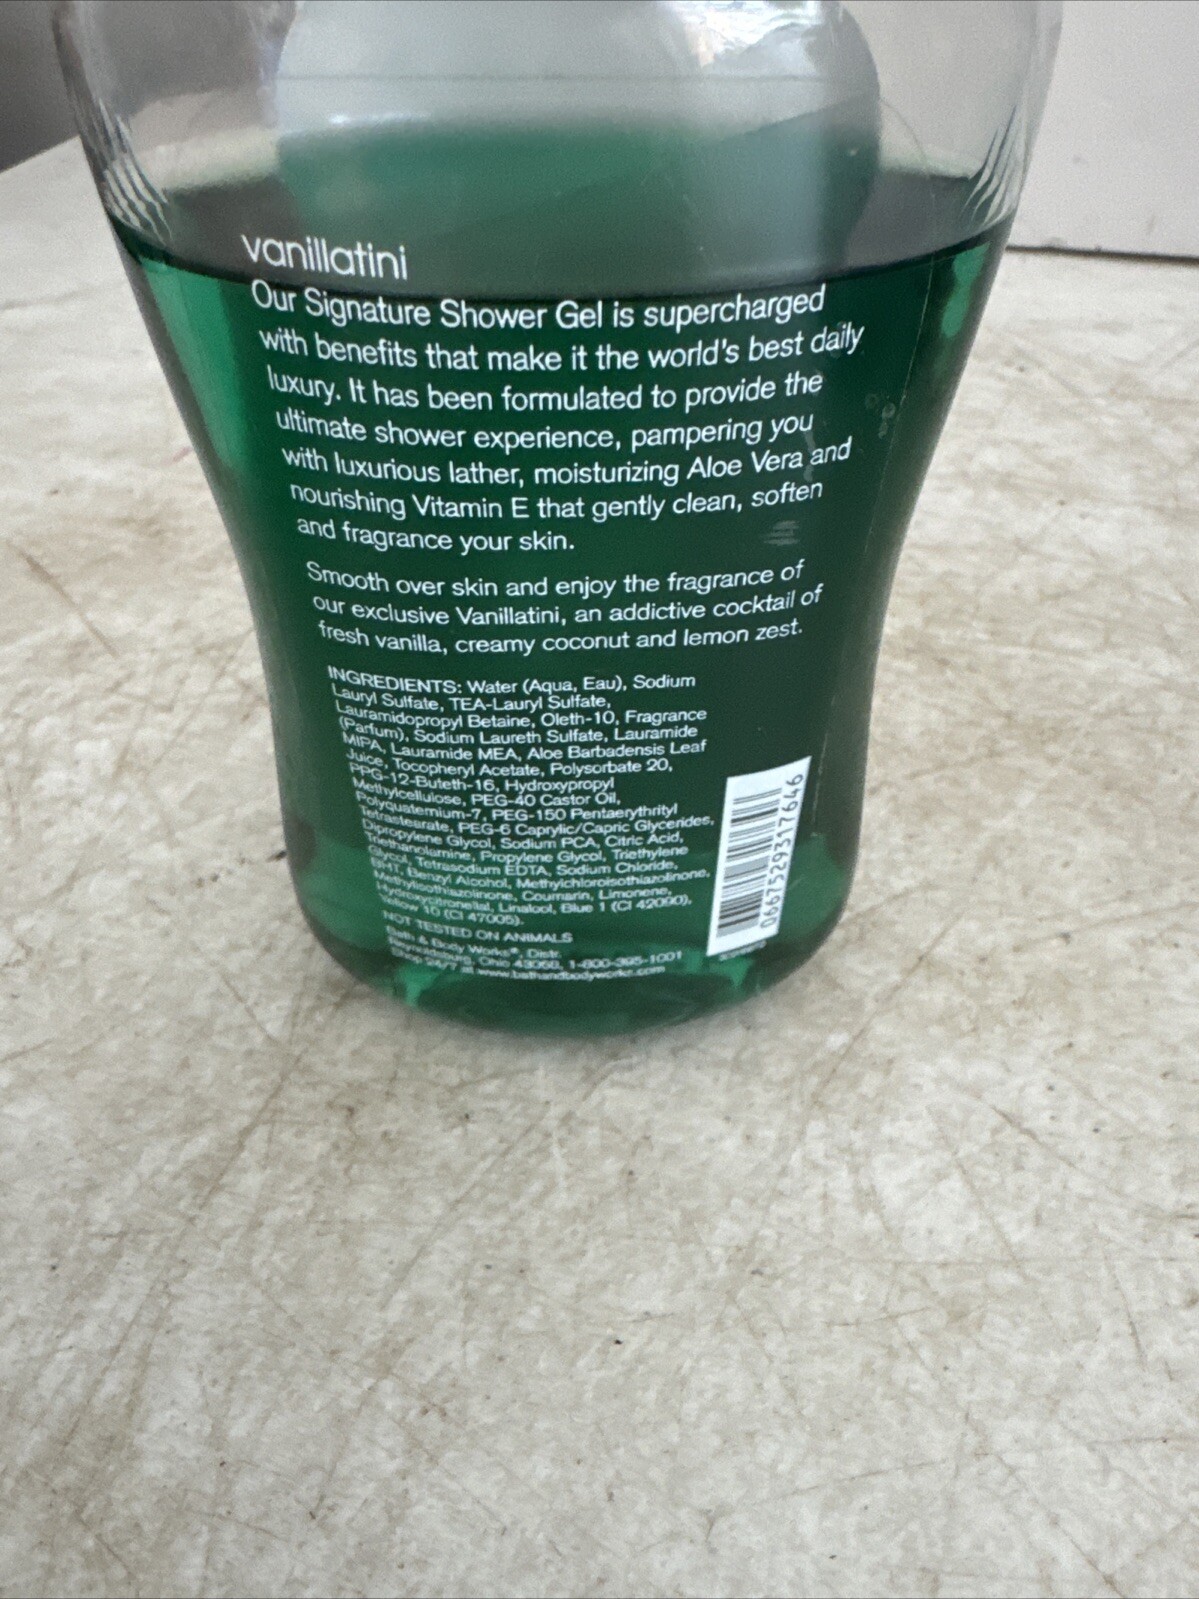 vanillatini
Our Signature Shower Gel is supercharged
with benefits that make it the world's best daily
luxury. It has been formulated to provide the
ultimate shower experience, pampering you
with luxurious lather, moisturizing Aloe Vera and
nourishing Vitamin E that gently clean, soften
and fragrance your skin.
Smooth over skin and enjoy the fragrance of
our exclusive Vanillatini, an addictive cocktail of
fresh vanilla, creamy coconut and lemon zest.
INGREDIENTS: Water (Aqua, Eau), Sodium
Lauryl Sulfate, TEA-Lauryl Sulfate,
Lauramidopropyl Betaine, Oleth-10, Fragrance
(Parfum), Sodium Laureth Sulfate, Lauramide
MIPA, Lauramide MEA, Aloe Barbadensis Leaf
Juice, Tocopheryl Acetate, Polysorbate 20,
PPG-12-Buteth-16, Hydroxypropyl
Methylcellulose, PEG-40 Castor Oil,
Polyquaternium-7, PEG-150 Pentaerythrityl
Tetrastearate, PEG-6 Caprylic/Capric Glycerides,
Dipropylene Glycol, Sodium PCA, Citric Acid,
Triethanolamine, Propylene Glycol, Triethylene
Glycol, Tetrasodium EDTA, Sodium Chloride,
BHT, Benzyl Alcohol, Methylchloroisothiazolinone,
Methylisothiazolinone, Coumarin, Limonene,
Hydroxycitronellal, Linalool, Blue 1 (CI 42090),
Yellow 10 (CI 47005).
NOT TESTED ON ANIMALS
Bath & Body Works®, Distr.
Reynoldsburg, Ohio 43068, 1-800-395-1001
Shop 24/7 at www.bathandbodyworks.com
0667529317646